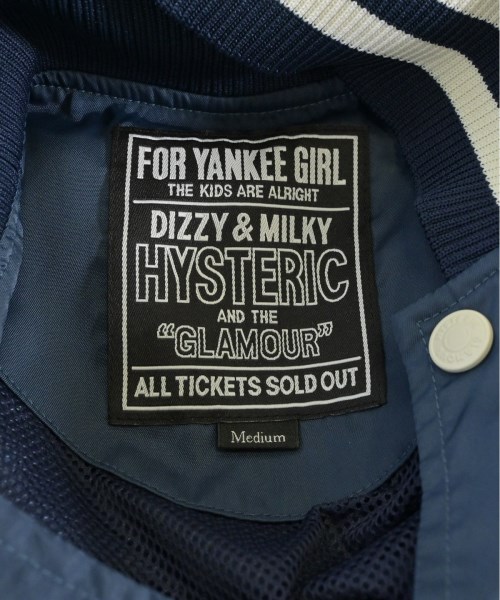 FOR YANKEE GIRL
THE KIDS ARE ALRIGHT
DIZZY & MILKY
HYSTERIC
AND THE
"GLAMOUR"
ALL TICKETS SOLD OUT
Medium